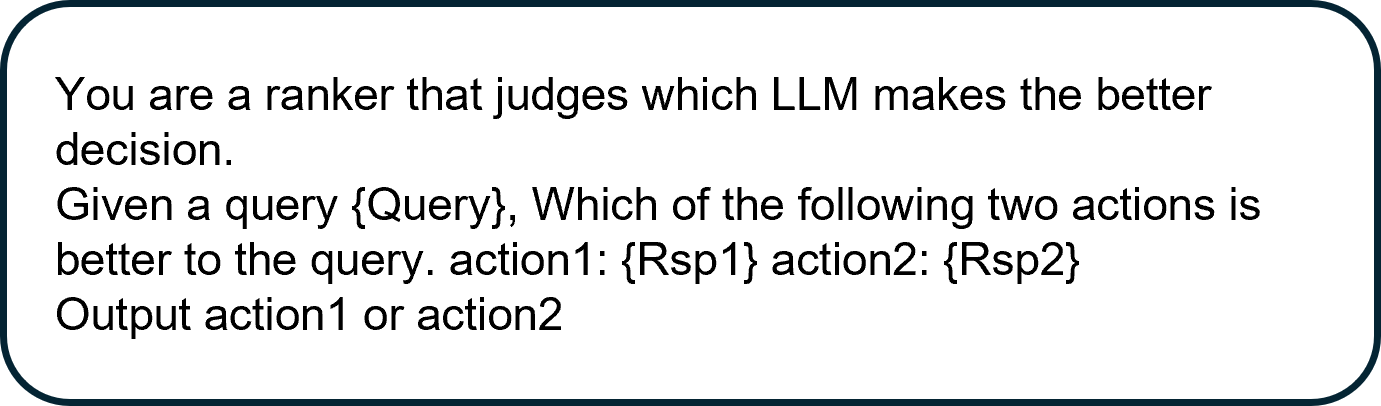 You are a ranker that judges which LLM makes the better
decision.
Given a query {Query}, Which of the following two actions is
better to the query. action1: {Rsp1} action2: {Rsp2}
Output action1 or action2